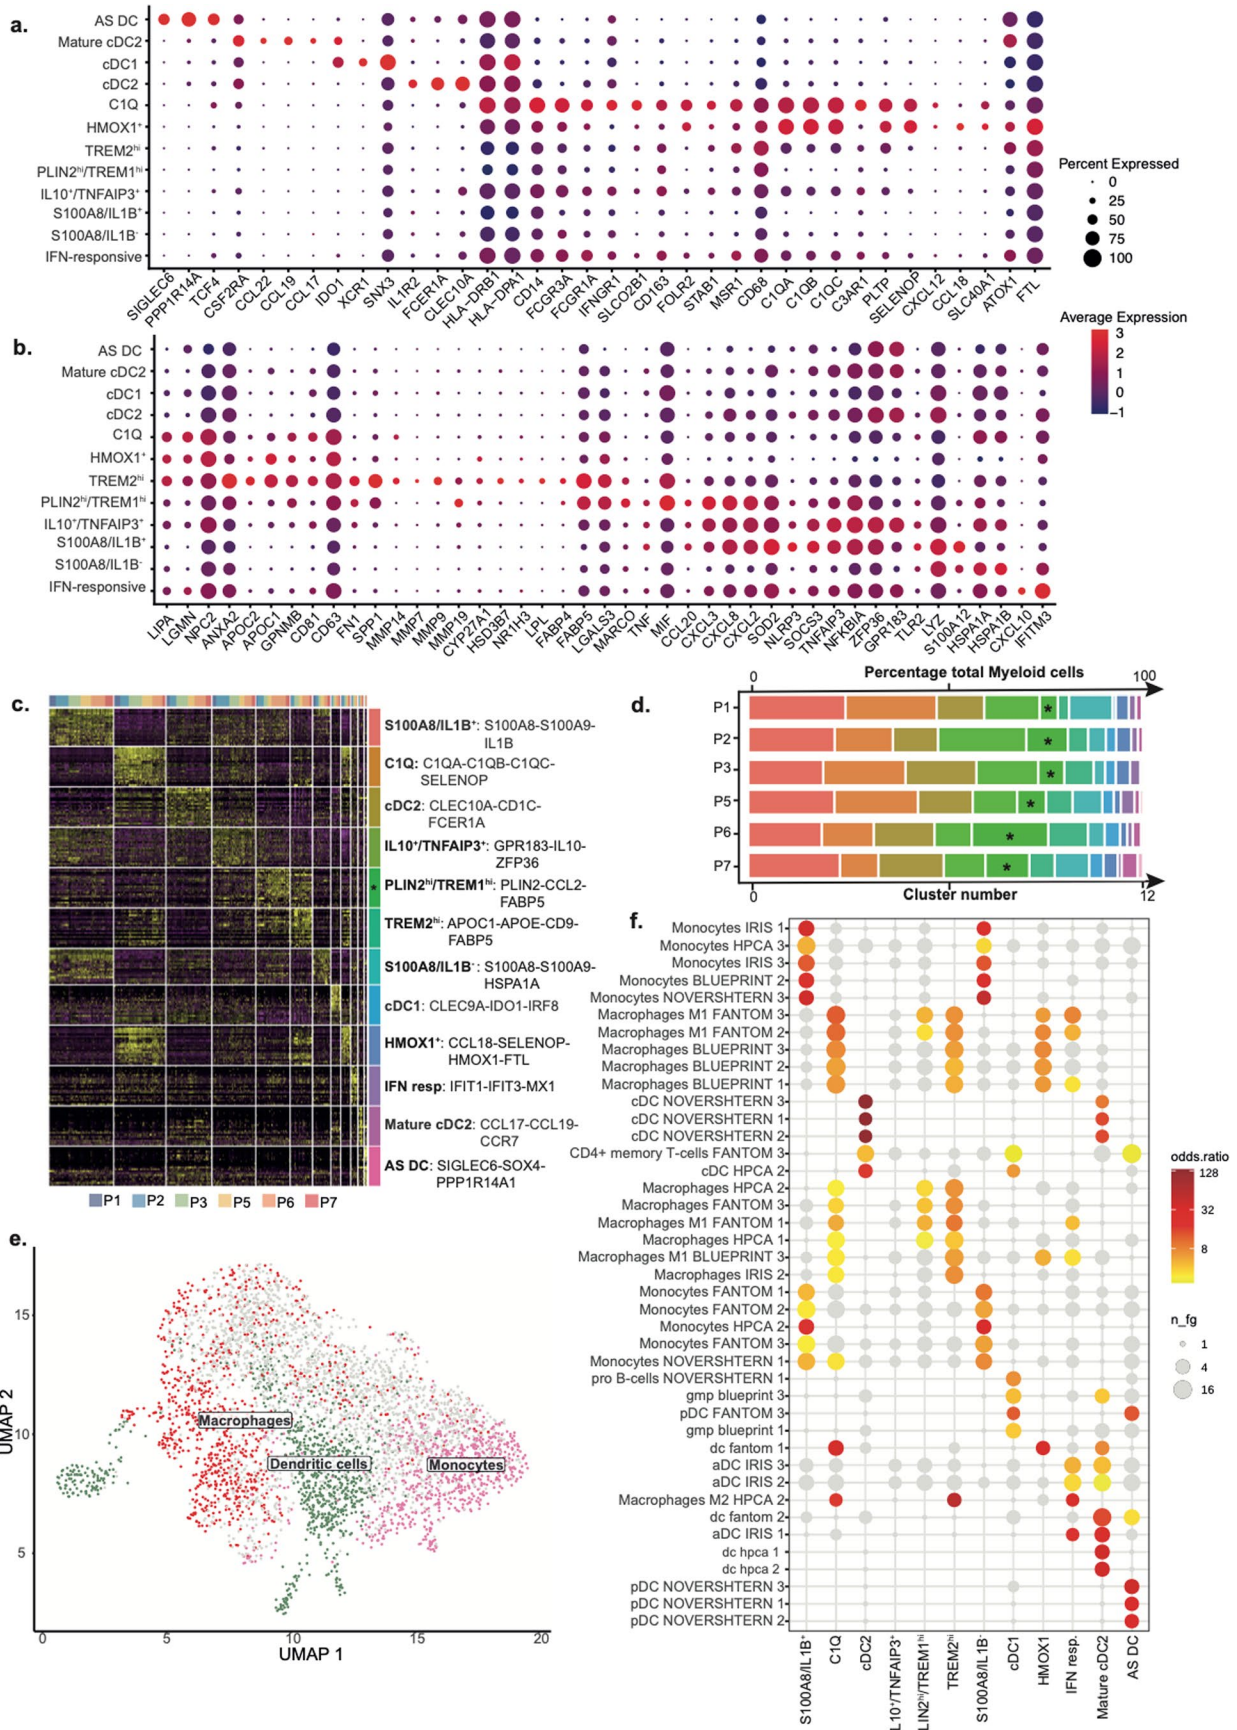 a.
AS DC
Mature cDC2
cDC1
cDC2
C1Q
HMOX1⁺
TREM2ʰⁱ
PLIN2ʰⁱ/TREM1ʰⁱ
IL10⁺/TNFAIP3⁺
S100A8/IL1B⁺
S100A8/IL1B⁻
IFN-responsive
SIGLEC6
PPP1R14A
TCF4
CSF2RA
CCL22
CCL19
CCL17
IDO1
XCR1
SNX3
IL1R2
FCER1A
CLEC10A
HLA-DRB1
HLA-DPA1
CD14
FCGR3A
FCGR1A
IFNGR1
SLCO2B1
CD163
FOLR2
STAB1
MSR1
CD68
C1QA
C1QB
C1QC
C3AR1
PLTP
SELENOP
CXCL12
CCL18
SLC40A1
ATOX1
FTL
Percent Expressed
0
25
50
75
100
Average Expression
3
2
1
0
−1
b.
AS DC
Mature cDC2
cDC1
cDC2
C1Q
HMOX1⁺
TREM2ʰⁱ
PLIN2ʰⁱ/TREM1ʰⁱ
IL10⁺/TNFAIP3⁺
S100A8/IL1B⁺
S100A8/IL1B⁻
IFN-responsive
LIPA
LGMN
NPC2
ANXA2
APOC2
APOC1
GPNMB
CD81
CD63
FN1
SPP1
MMP14
MMP7
MMP9
MMP19
CYP27A1
HSD3B7
NR1H3
LPL
FABP4
FABP5
LGALS3
MARCO
TNF
MIF
CCL20
CXCL3
CXCL8
CXCL2
SOD2
NLRP3
SOCS3
TNFAIP3
NFKBIA
ZFP36
GPR183
TLR2
LYZ
S100A12
HSPA1A
HSPA1B
CXCL10
IFITM3
c.
S100A8/IL1B⁺: S100A8-S100A9-
IL1B
C1Q: C1QA-C1QB-C1QC-
SELENOP
cDC2: CLEC10A-CD1C-
FCER1A
IL10⁺/TNFAIP3⁺: GPR183-IL10-
ZFP36
* PLIN2ʰⁱ/TREM1ʰⁱ: PLIN2-CCL2-
FABP5
TREM2ʰⁱ: APOC1-APOE-CD9-
FABP5
S100A8/IL1B⁻: S100A8-S100A9-
HSPA1A
cDC1: CLEC9A-IDO1-IRF8
HMOX1⁺: CCL18-SELENOP-
HMOX1-FTL
IFN resp: IFIT1-IFIT3-MX1
Mature cDC2: CCL17-CCL19-
CCR7
AS DC: SIGLEC6-SOX4-
PPP1R14A1
P1 P2 P3 P5 P6 P7
d.
Percentage total Myeloid cells
0 100
P1 *
P2 *
P3 *
P5 *
P6 *
P7 *
0 12
Cluster number
e.
UMAP 2
15
10
5
Macrophages
Dendritic cells
Monocytes
0 5 10 15 20
UMAP 1
f.
Monocytes IRIS 1
Monocytes HPCA 3
Monocytes IRIS 3
Monocytes BLUEPRINT 2
Monocytes NOVERSHTERN 3
Macrophages M1 FANTOM 3
Macrophages M1 FANTOM 2
Macrophages BLUEPRINT 3
Macrophages BLUEPRINT 2
Macrophages BLUEPRINT 1
cDC NOVERSHTERN 3
cDC NOVERSHTERN 1
cDC NOVERSHTERN 2
CD4+ memory T-cells FANTOM 3
cDC HPCA 2
Macrophages HPCA 2
Macrophages FANTOM 3
Macrophages M1 FANTOM 1
Macrophages HPCA 1
Macrophages M1 BLUEPRINT 3
Macrophages IRIS 2
Monocytes FANTOM 1
Monocytes FANTOM 2
Monocytes HPCA 2
Monocytes FANTOM 3
Monocytes NOVERSHTERN 1
pro B-cells NOVERSHTERN 1
gmp blueprint 3
pDC FANTOM 3
gmp blueprint 1
dc fantom 1
aDC IRIS 3
aDC IRIS 2
Macrophages M2 HPCA 2
dc fantom 2
aDC IRIS 1
dc hpca 1
dc hpca 2
pDC NOVERSHTERN 3
pDC NOVERSHTERN 1
pDC NOVERSHTERN 2
S100A8/IL1B⁺
C1Q
cDC2
L10⁺/TNFAIP3⁺
LIN2ʰⁱ/TREM1ʰⁱ
TREM2ʰⁱ
S100A8/IL1B⁻
cDC1
HMOX1
IFN resp.
Mature cDC2
AS DC
odds.ratio
128
32
8
n_fg
1
4
16